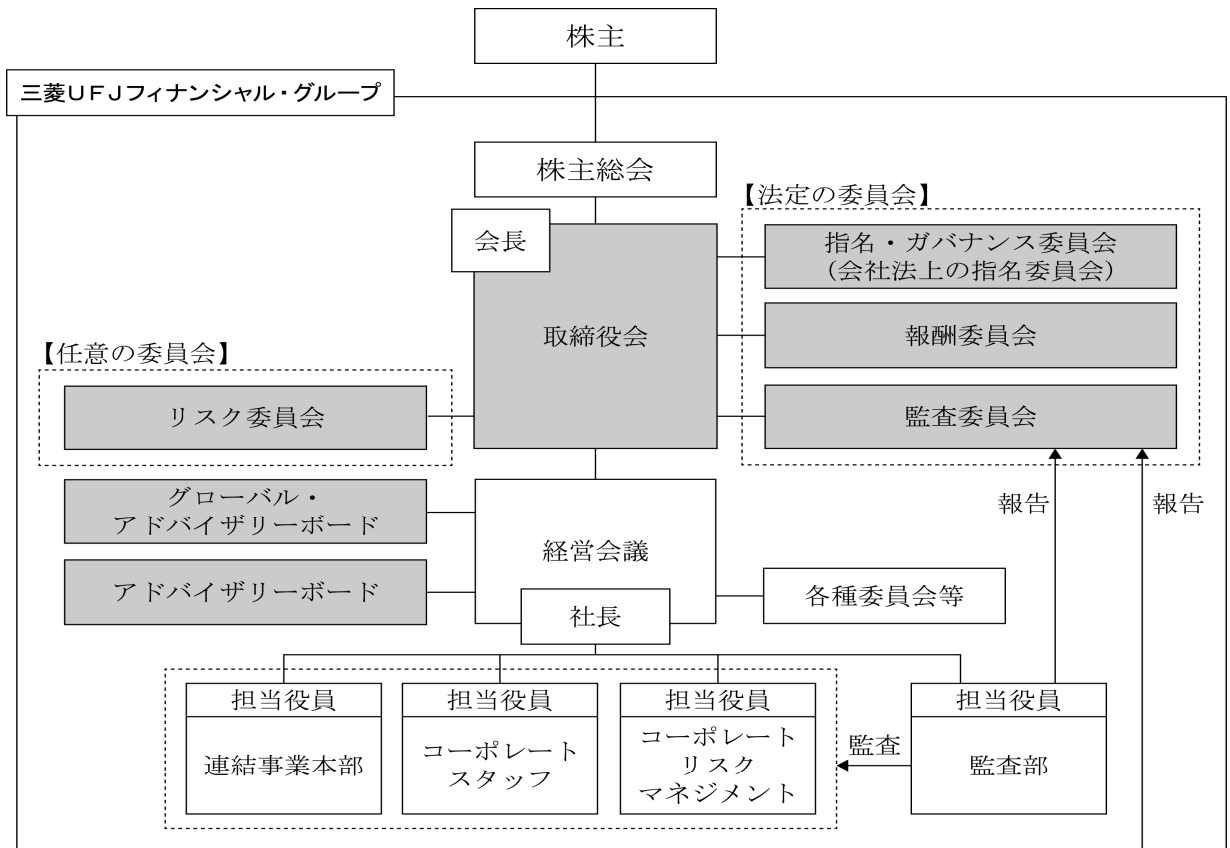 株主
三菱UFJフィナンシャル・グループ
株主総会
【法定の委員会】
会長
指名・ガバナンス委員会
(会社法上の指名委員会)
取締役会
報酬委員会
【任意の委員会】
リスク委員会
監査委員会
グローバル・
アドバイザリーボード
報告
報告
経営会議
アドバイザリーボード
各種委員会等
社長
担当役員
連結事業本部
担当役員
コーポレート
スタッフ
担当役員
コーポレート
リスク
マネジメント
監査
担当役員
監査部